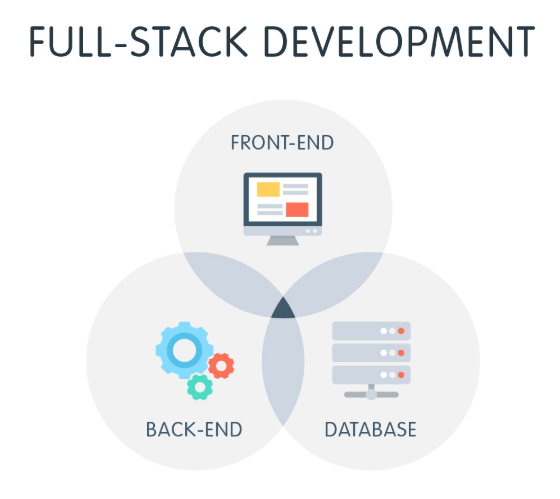 FULL-STACK DEVELOPMENT
FRONT-END
BACK-END
DATABASE